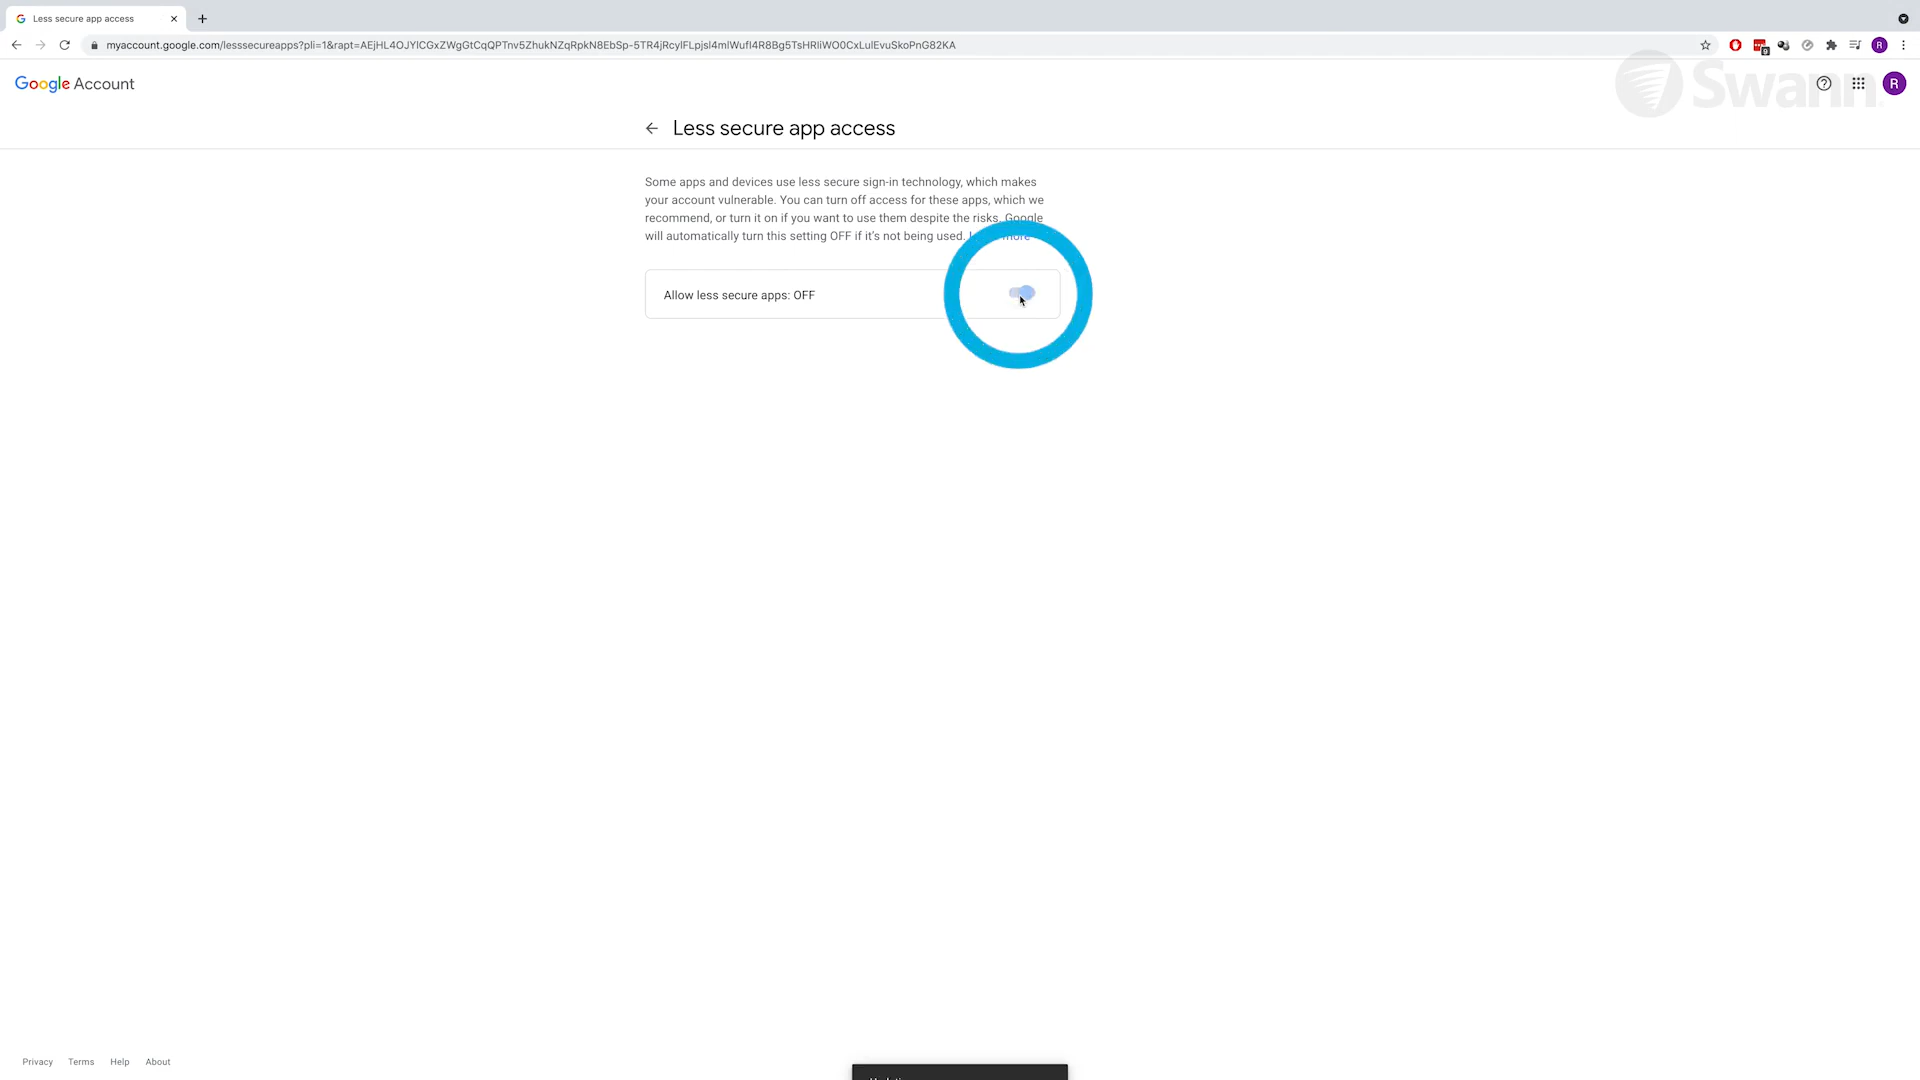 Less secure app access
myaccount.google.com/lesssecureapps?pli=1&rapt=AEjHL4OJYlCGxZWgGtCqQPTnv5ZhukNZqRpkN8EbSp-5TR4jRcylFLpjsl4mlWufI4R8Bg5TsHRliWO0CxLulEvuSkoPnG82KA
9
R
Google Account
Swann
R
Less secure app access
Some apps and devices use less secure sign-in technology, which makes
your account vulnerable. You can turn off access for these apps, which we
recommend, or turn it on if you want to use them despite the risks. Google
will automatically turn this setting OFF if it's not being used.
Allow less secure apps: OFF
Privacy Terms Help About